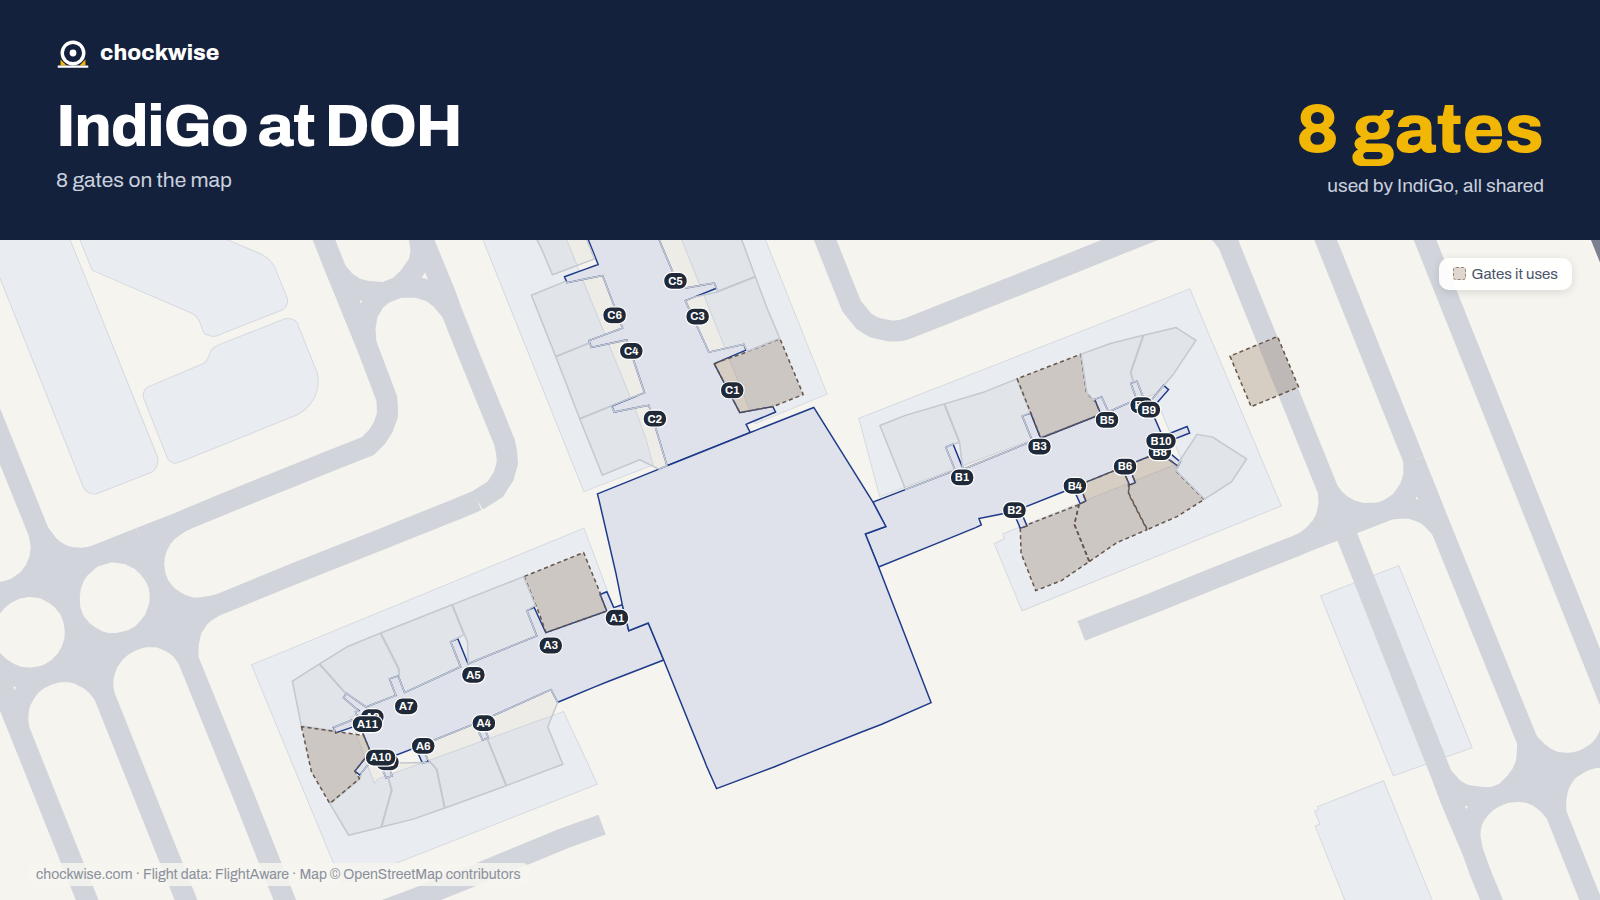 chockwise
IndiGo at DOH
8 gates on the map
8 gates
used by IndiGo, all shared
Gates it uses
C5
C6
C3
C4
C1
C2
B9
B5
B10
B8
B3
B6
B1
B4
B2
A1
A3
A5
A7
A11
A4
A6
A10
chockwise.com · Flight data: FlightAware · Map © OpenStreetMap contributors